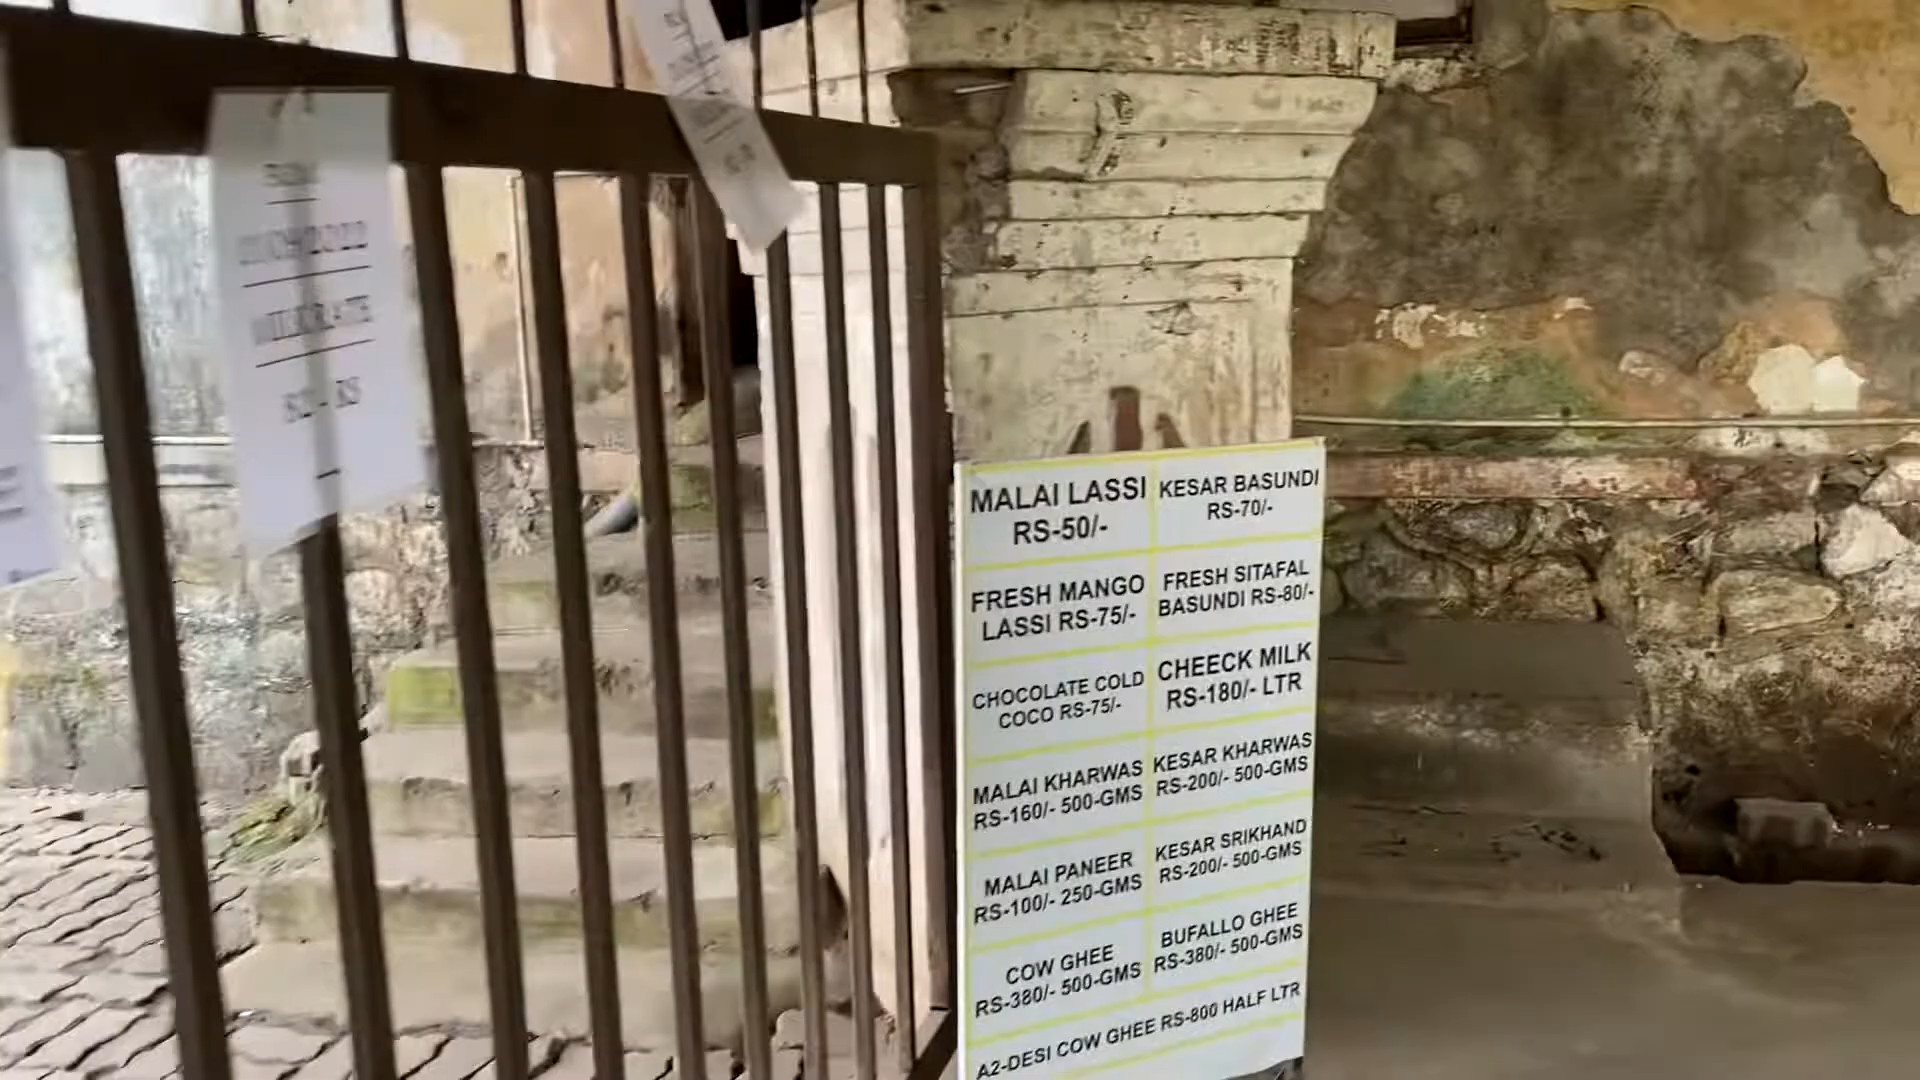 MALAI LASSI
RS-50/-
KESAR BASUNDI
RS-70/-
FRESH MANGO
LASSI RS-75/-
FRESH SITAFAL
BASUNDI RS-80/-
CHOCOLATE COLD
COCO RS-75/-
CHEECK MILK
RS-180/- LTR
MALAI KHARWAS
RS-160/- 500-GMS
KESAR KHARWAS
RS-200/- 500-GMS
MALAI PANEER
RS-100/- 250-GMS
KESAR SRIKHAND
RS-200/- 500-GMS
COW GHEE
RS-380/- 500-GMS
BUFALLO GHEE
RS-380/- 500-GMS
A2-DESI COW GHEE RS-800 HALF LTR